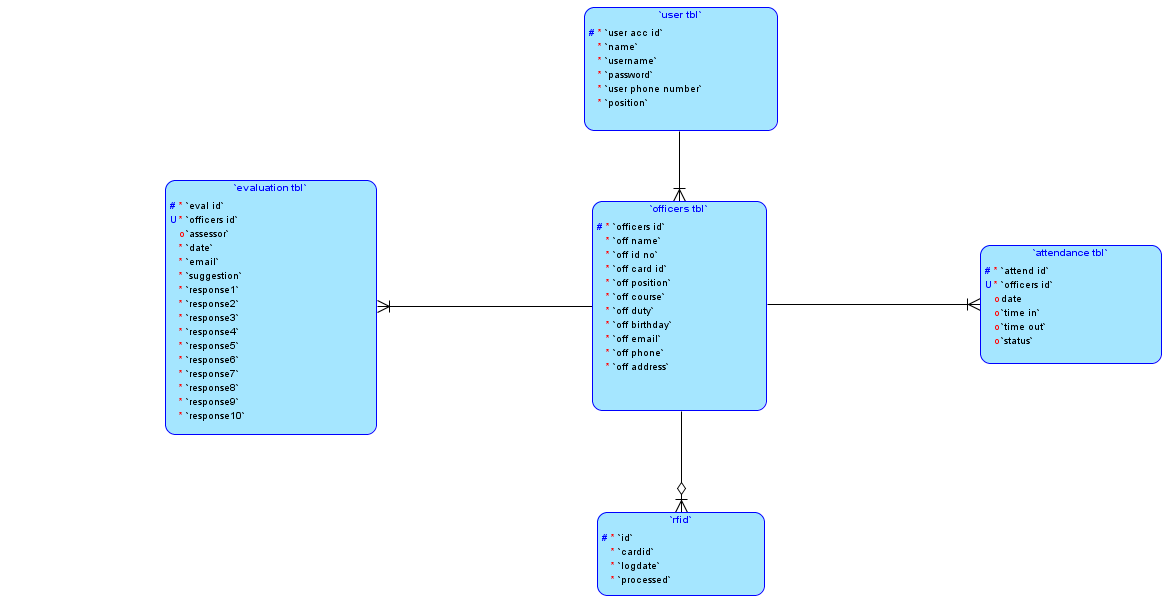 `user tbl`
# * `user acc id`
* `name`
* `username`
* `password`
* `user phone number`
* `position`
`evaluation tbl`
# * `eval id`
U * `officers id`
o `assessor`
* `date`
* `email`
* `suggestion`
* `response1`
* `response2`
* `response3`
* `response4`
* `response5`
* `response6`
* `response7`
* `response8`
* `response9`
* `response10`
`officers tbl`
# * `officers id`
* `off name`
* `off id no`
* `off card id`
* `off position`
* `off course`
* `off duty`
* `off birthday`
* `off email`
* `off phone`
* `off address`
`attendance tbl`
# * `attend id`
U * `officers id`
o date
o `time in`
o `time out`
o `status`
`rfid`
# * `id`
* `cardid`
* `logdate`
* `processed`